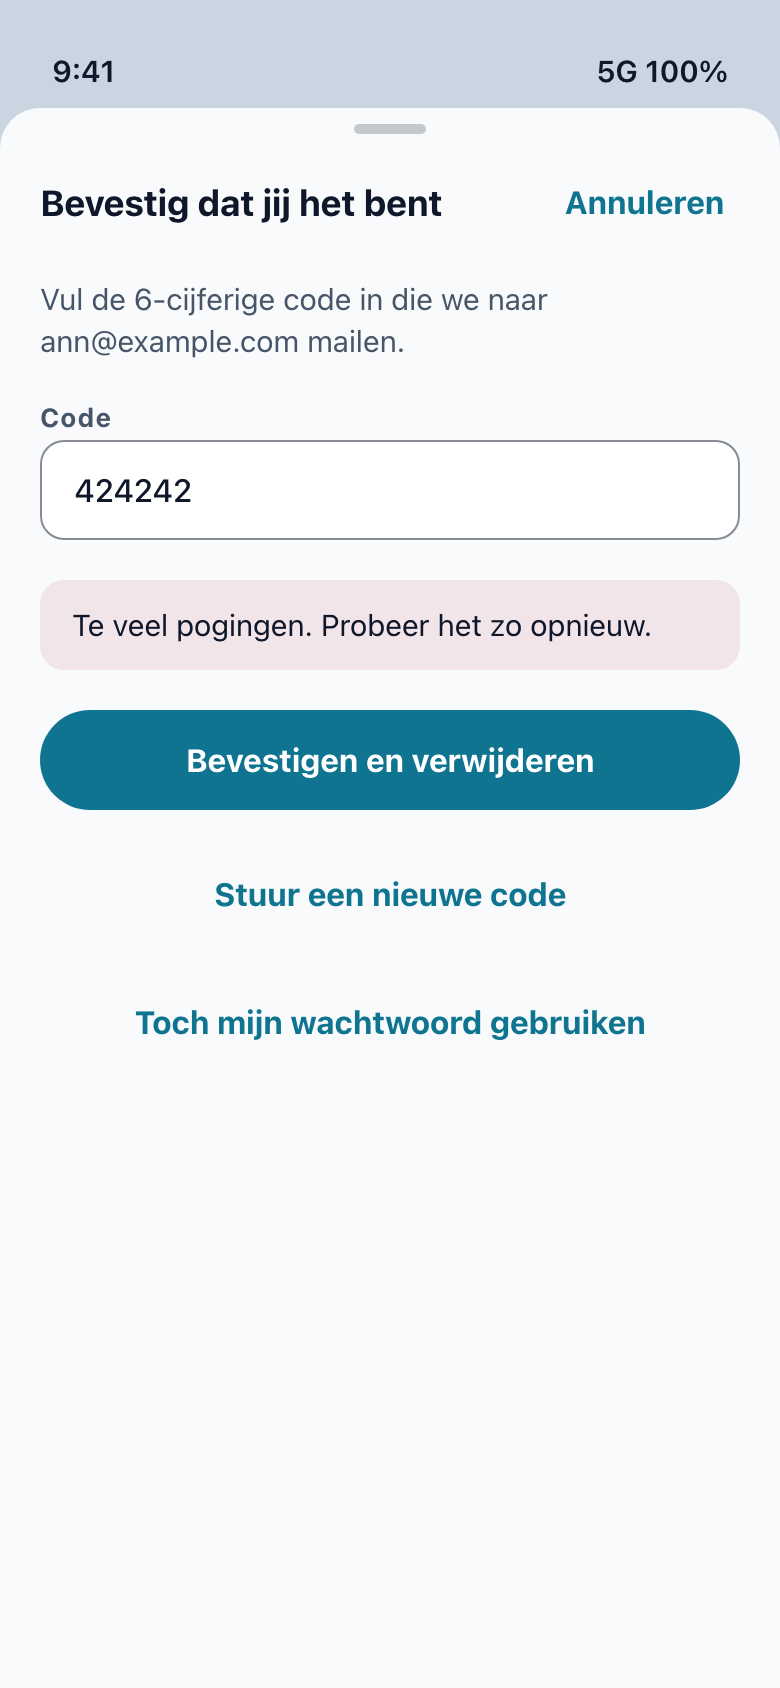 9:41
5G 100%
Bevestig dat jij het bent
Annuleren
Vul de 6-cijferige code in die we naar
ann@example.com mailen.
Code
424242
Te veel pogingen. Probeer het zo opnieuw.
Bevestigen en verwijderen
Stuur een nieuwe code
Toch mijn wachtwoord gebruiken